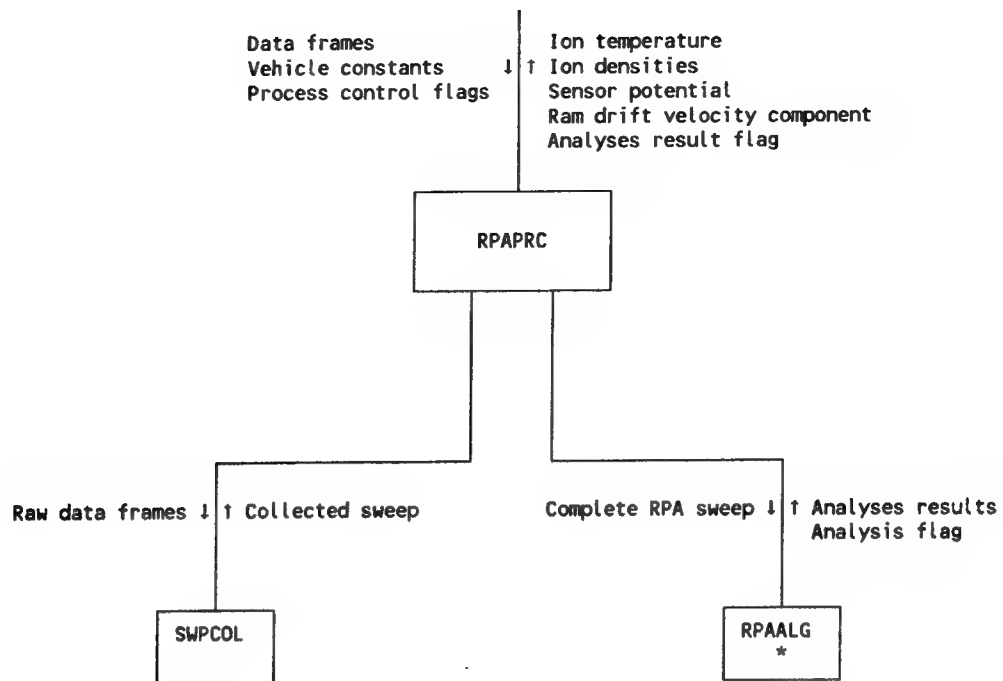 Data frames
Vehicle constants ↓
Process control flags
Ion temperature
↑ Ion densities
Sensor potential
Ram drift velocity component
Analyses result flag
RPAPRC
Raw data frames ↓ ↑ Collected sweep
Complete RPA sweep ↓ ↑ Analyses results
Analysis flag
SWPCOL
RPAALG
*